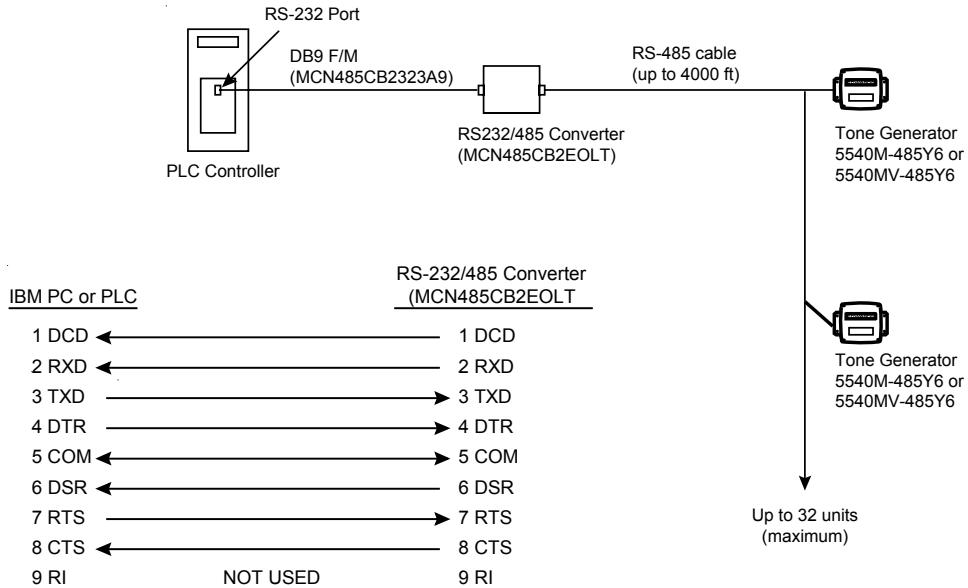 RS-232 Port
DB9 F/M
(MCN485CB2323A9)
RS-485 cable
(up to 4000 ft)
PLC Controller
RS232/485 Converter
(MCN485CB2EOLT)
Tone Generator
5540M-485Y6 or
5540MV-485Y6
IBM PC or PLC
RS-232/485 Converter
(MCN485CB2EOLT
1 DCD 1 DCD
2 RXD 2 RXD
3 TXD 3 TXD
4 DTR 4 DTR
5 COM 5 COM
6 DSR 6 DSR
7 RTS 7 RTS
8 CTS 8 CTS
9 RI NOT USED 9 RI
Tone Generator
5540M-485Y6 or
5540MV-485Y6
Up to 32 units
(maximum)